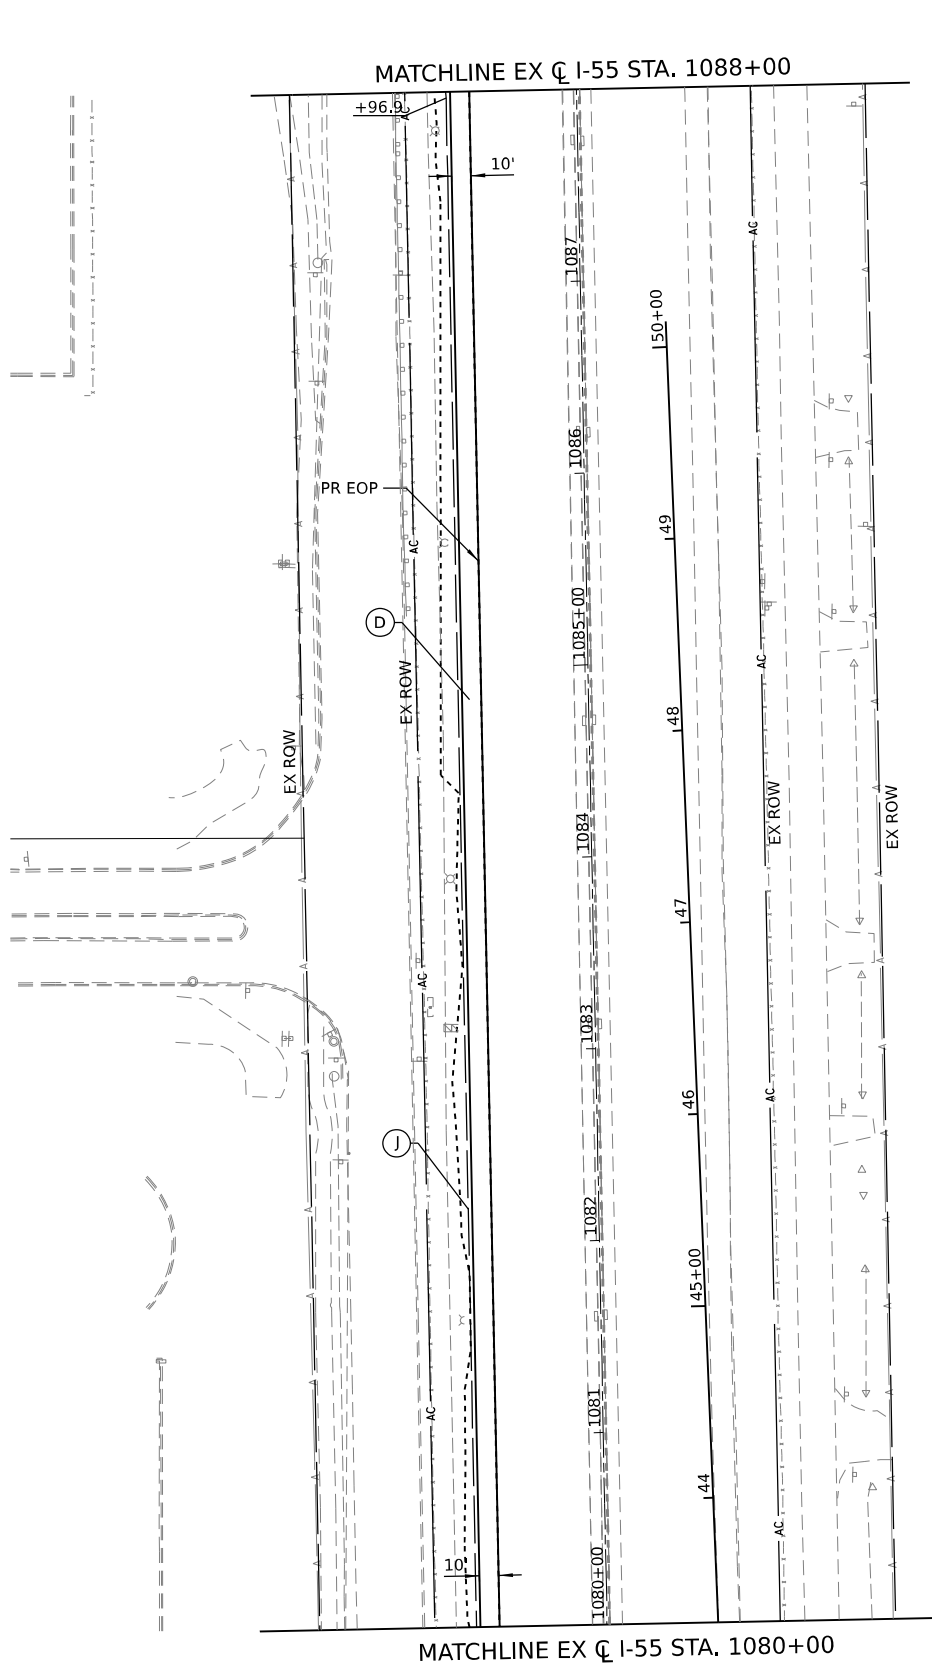 MATCHLINE EX ℄ I-55 STA. 1088+00
+96.9
AC
10'
AC
1087
50+00
1086
PR EOP
49
AC
1085+00
D
AC
EX ROW
48
EX ROW
EX ROW
EX ROW
1084
47
AC
1083
46
AC
J
1082
45+00
1081
AC
44
AC
10'
1080+00
MATCHLINE EX ℄ I-55 STA. 1080+00